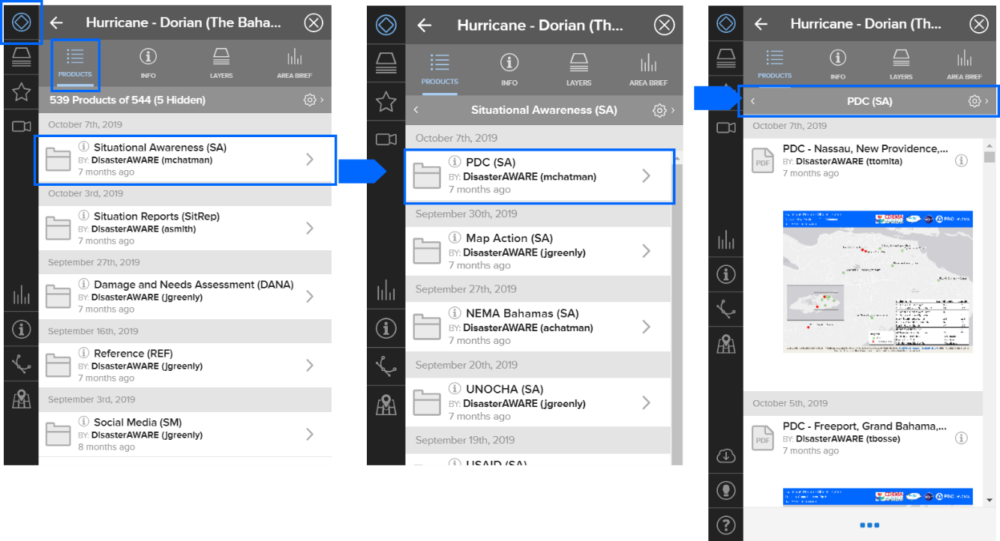 Hurricane - Dorian (The Baha...
PRODUCTS
INFO
LAYERS
AREA BRIEF
539 Products of 544 (5 Hidden)
October 7th, 2019
Situational Awareness (SA)
BY: DisasterAWARE (mchatman)
7 months ago
October 3rd, 2019
Situation Reports (SitRep)
BY: DisasterAWARE (asmith)
7 months ago
September 27th, 2019
Damage and Needs Assessment (DANA)
BY: DisasterAWARE (jgreenly)
7 months ago
September 16th, 2019
Reference (REF)
BY: DisasterAWARE (jgreenly)
7 months ago
September 3rd, 2019
Social Media (SM)
BY: DisasterAWARE (jgreenly)
8 months ago
Hurricane - Dorian (Th...
PRODUCTS
INFO
LAYERS
AREA BRIEF
Situational Awareness (SA)
October 7th, 2019
PDC (SA)
BY: DisasterAWARE (mchatman)
7 months ago
September 30th, 2019
Map Action (SA)
BY: DisasterAWARE (jgreenly)
7 months ago
September 27th, 2019
NEMA Bahamas (SA)
BY: DisasterAWARE (achatman)
7 months ago
September 20th, 2019
UNOCHA (SA)
BY: DisasterAWARE (jgreenly)
7 months ago
September 19th, 2019
USAID (SA)
Hurricane - Dorian (Th...
PRODUCTS
INFO
LAYERS
AREA BRIEF
PDC (SA)
October 7th, 2019
PDF
PDC - Nassau, New Providence,...
BY: DisasterAWARE (ttomita)
7 months ago
CDEMA
PDC
October 5th, 2019
PDF
PDC - Freeport, Grand Bahama,...
BY: DisasterAWARE (tbosse)
7 months ago
CDEMA
PDC